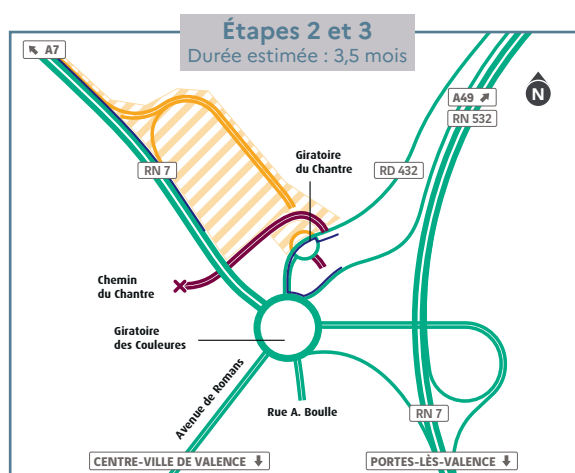 Étapes 2 et 3
Durée estimée : 3,5 mois
A7
A49
RN 532
N
Giratoire
du Chantre
RD 432
RN 7
Chemin
du Chantre
Giratoire
des Couleures
Avenue de Romans
Rue A. Boulle
RN 7
CENTRE-VILLE DE VALENCE
PORTES-LÈS-VALENCE